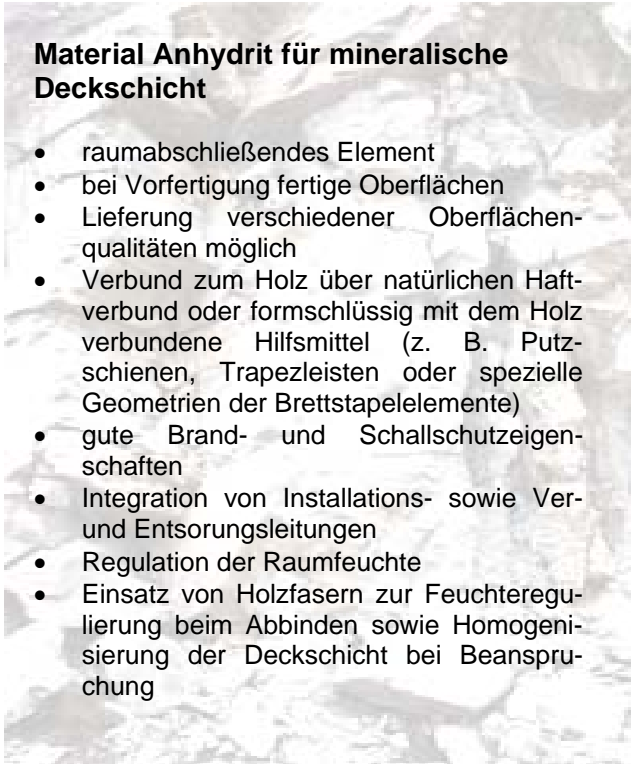 Material Anhydrit für mineralische
Deckschicht
• raumabschließendes Element
• bei Vorfertigung fertige Oberflächen
• Lieferung verschiedener Oberflächen-
qualitäten möglich
• Verbund zum Holz über natürlichen Haft-
verbund oder formschlüssig mit dem Holz
verbundene Hilfsmittel (z. B. Putz-
schienen, Trapezleisten oder spezielle
Geometrien der Brettstapelelemente)
• gute Brand- und Schallschutzeigen-
schaften
• Integration von Installations- sowie Ver-
und Entsorungsleitungen
• Regulation der Raumfeuchte
• Einsatz von Holzfasern zur Feuchteregu-
lierung beim Abbinden sowie Homogeni-
sierung der Deckschicht bei Beanspru-
chung